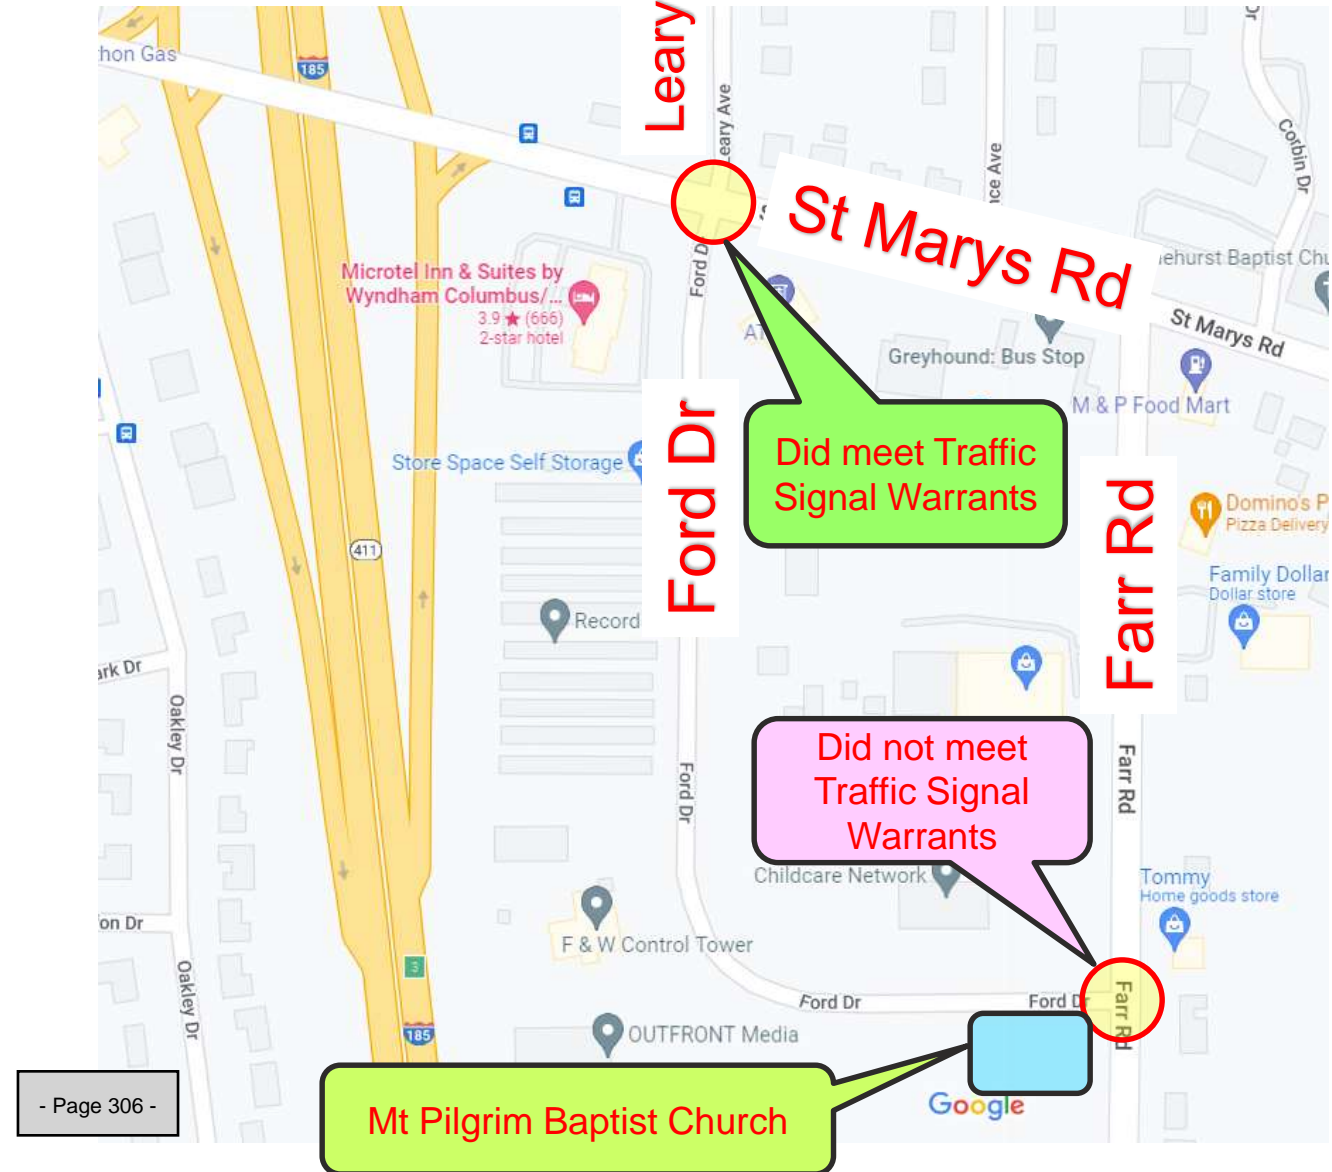 hon Gas
185
Leary
Leary Ave
St Marys Rd
Corbin Dr
ehurst Baptist Chu
Microtel Inn & Suites by
Wyndham Columbus/...
3.9 ★ (666)
2-star hotel
Ford D
AT
Greyhound: Bus Stop
St Marys Rd
M & P Food Mart
Ford Dr
Did meet Traffic
Signal Warrants
Store Space Self Storage
Farr Rd
Domino's P
Pizza Delivery
411
Family Dollar
Dollar store
Record
ark Dr
Oakley Dr
Ford Dr
Did not meet
Traffic Signal
Warrants
Farr Rd
Childcare Network
Tommy
Home goods store
on Dr
F & W Control Tower
Oakley Dr
Ford Dr
Ford Dr
Farr Rd
185
OUTFRONT Media
Mt Pilgrim Baptist Church
Google
- Page 306 -